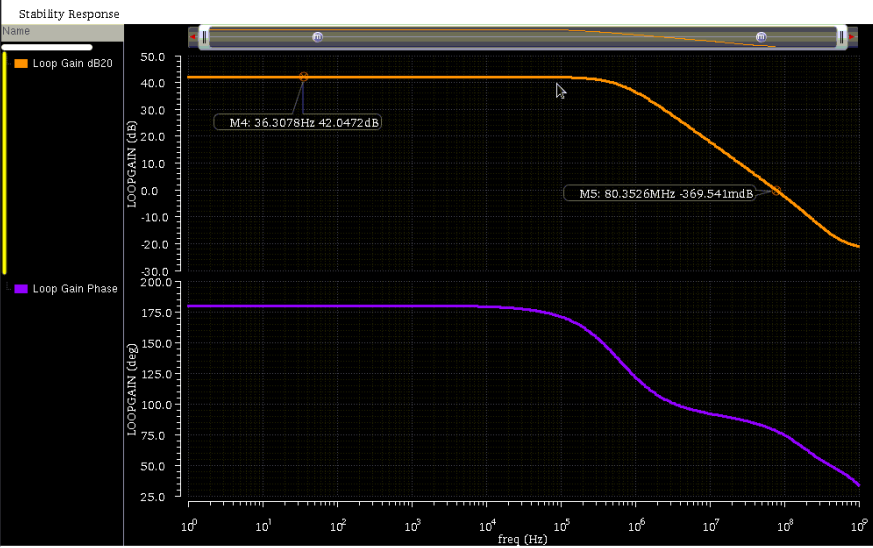 Stability Response
Name
Loop Gain dB20
Loop Gain Phase
LOOPGAIN (dB)
50.0
40.0
30.0
20.0
10.0
0.0
-10.0
-20.0
-30.0
M4: 36.3078Hz 42.0472dB
M5: 80.3526MHz -369.541mdB
LOOPGAIN (deg)
200.0
175.0
150.0
125.0
100.0
75.0
50.0
25.0
10⁰ 10¹ 10² 10³ 10⁴ 10⁵ 10⁶ 10⁷ 10⁸ 10⁹
freq (Hz)